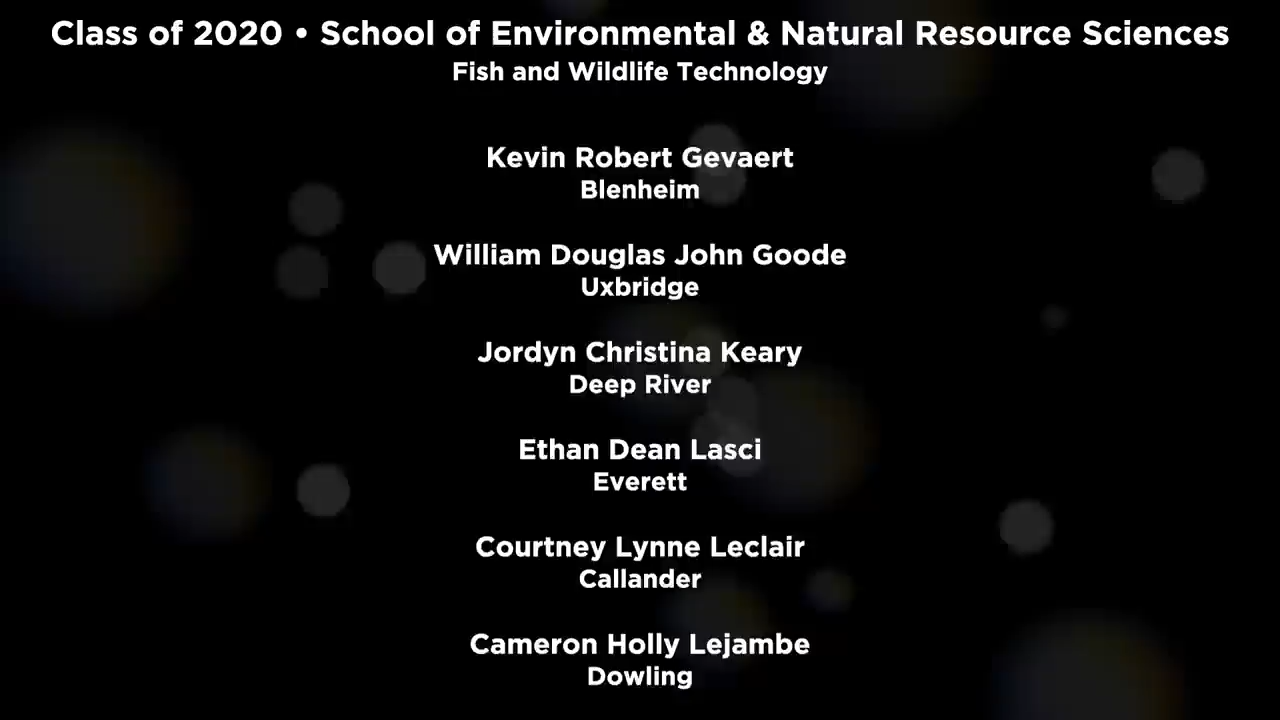 Class of 2020 • School of Environmental & Natural Resource Sciences
Fish and Wildlife Technology
Kevin Robert Gevaert
Blenheim
William Douglas John Goode
Uxbridge
Jordyn Christina Keary
Deep River
Ethan Dean Lasci
Everett
Courtney Lynne Leclair
Callander
Cameron Holly Lejambe
Dowling